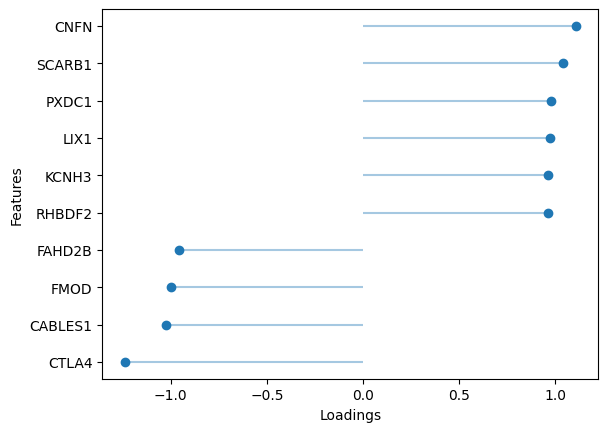 CNFN
SCARB1
PXDC1
LIX1
KCNH3
RHBDF2
FAHD2B
FMOD
CABLES1
CTLA4
Features
−1.0
−0.5
0.0
0.5
1.0
Loadings